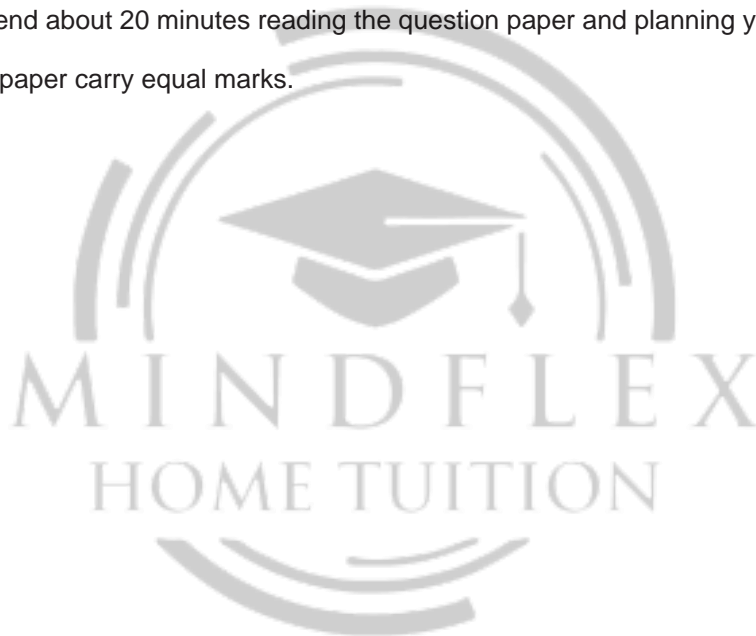 end about 20 minutes reading the question paper and planning y
paper carry equal marks.
MINDFLEX
HOME TUITION